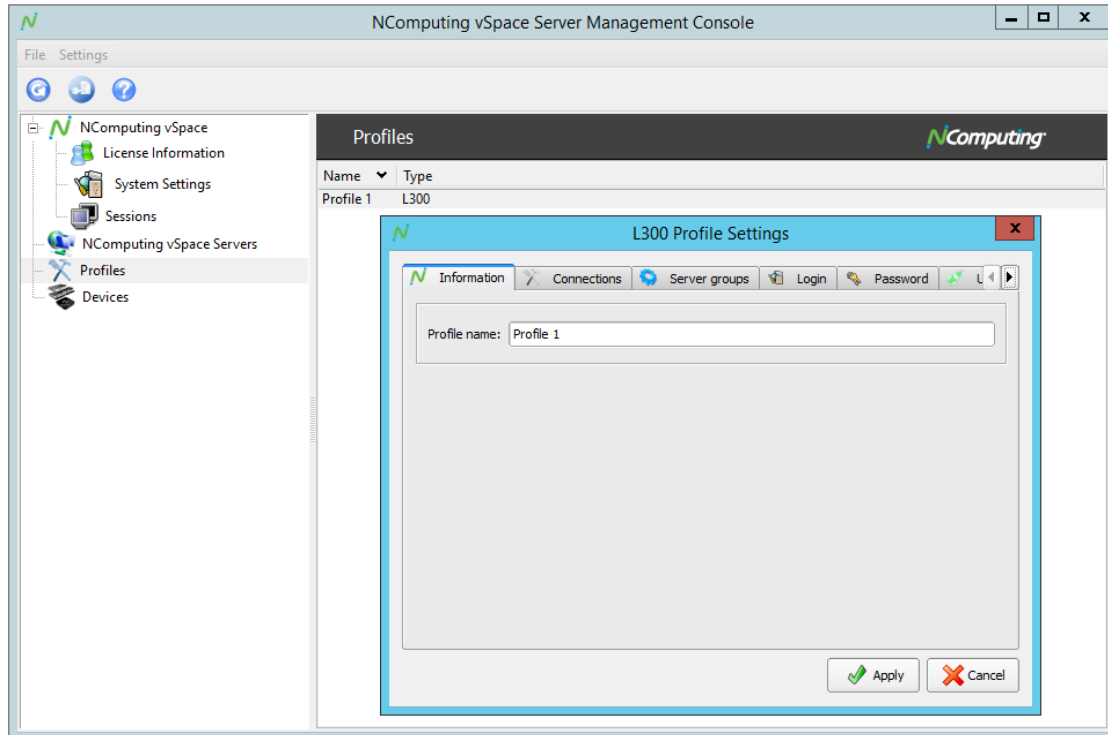 NComputing vSpace Server Management Console
File Settings
NComputing vSpace
License Information
System Settings
Sessions
NComputing vSpace Servers
Profiles
Devices
Profiles
NComputing
Name Type
Profile 1 L300
L300 Profile Settings
Information Connections Server groups Login Password
Profile name: Profile 1
Apply Cancel